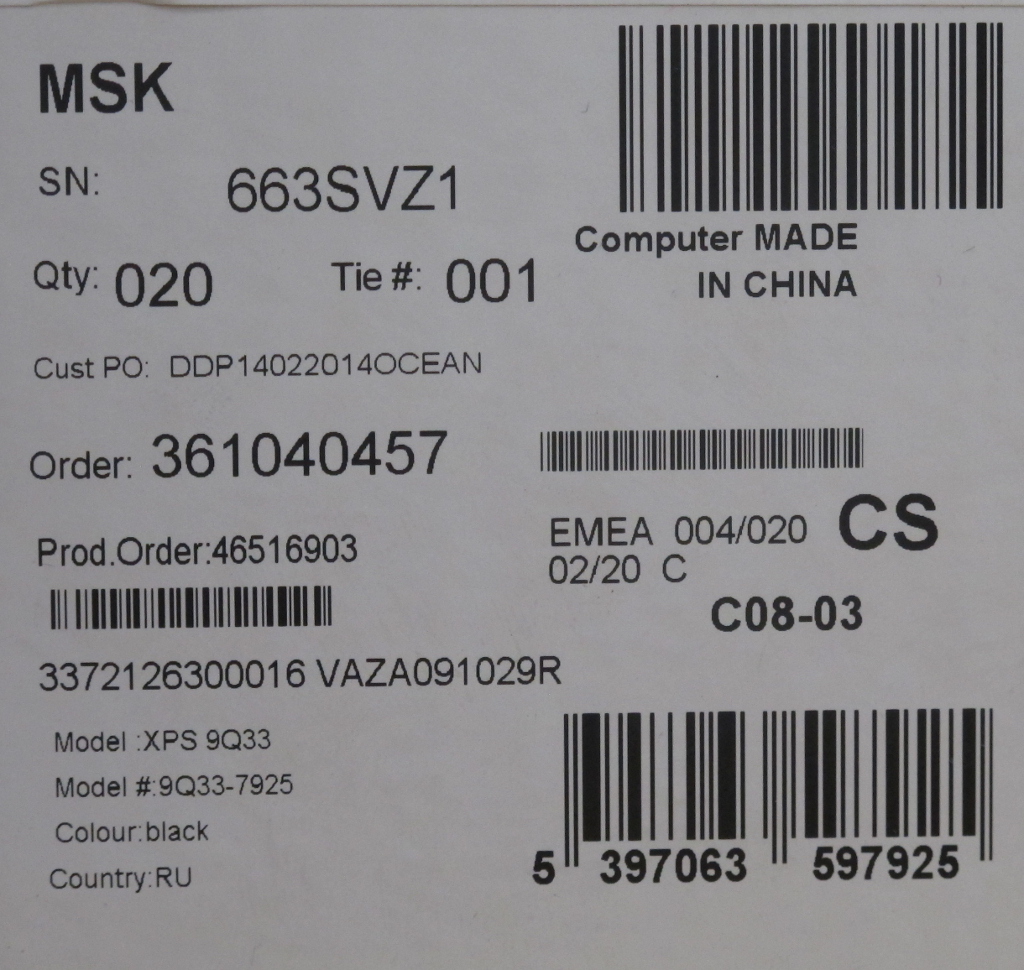 MSK
SN: 663SVZ1
Computer MADE
IN CHINA
Qty: 020 Tie #: 001
Cust PO: DDP14022014OCEAN
Order: 361040457
EMEA 004/020 CS
02/20 C
C08-03
Prod.Order:46516903
3372126300016 VAZA091029R
Model :XPS 9Q33
Model #:9Q33-7925
Colour:black
Country:RU
5 397063 597925